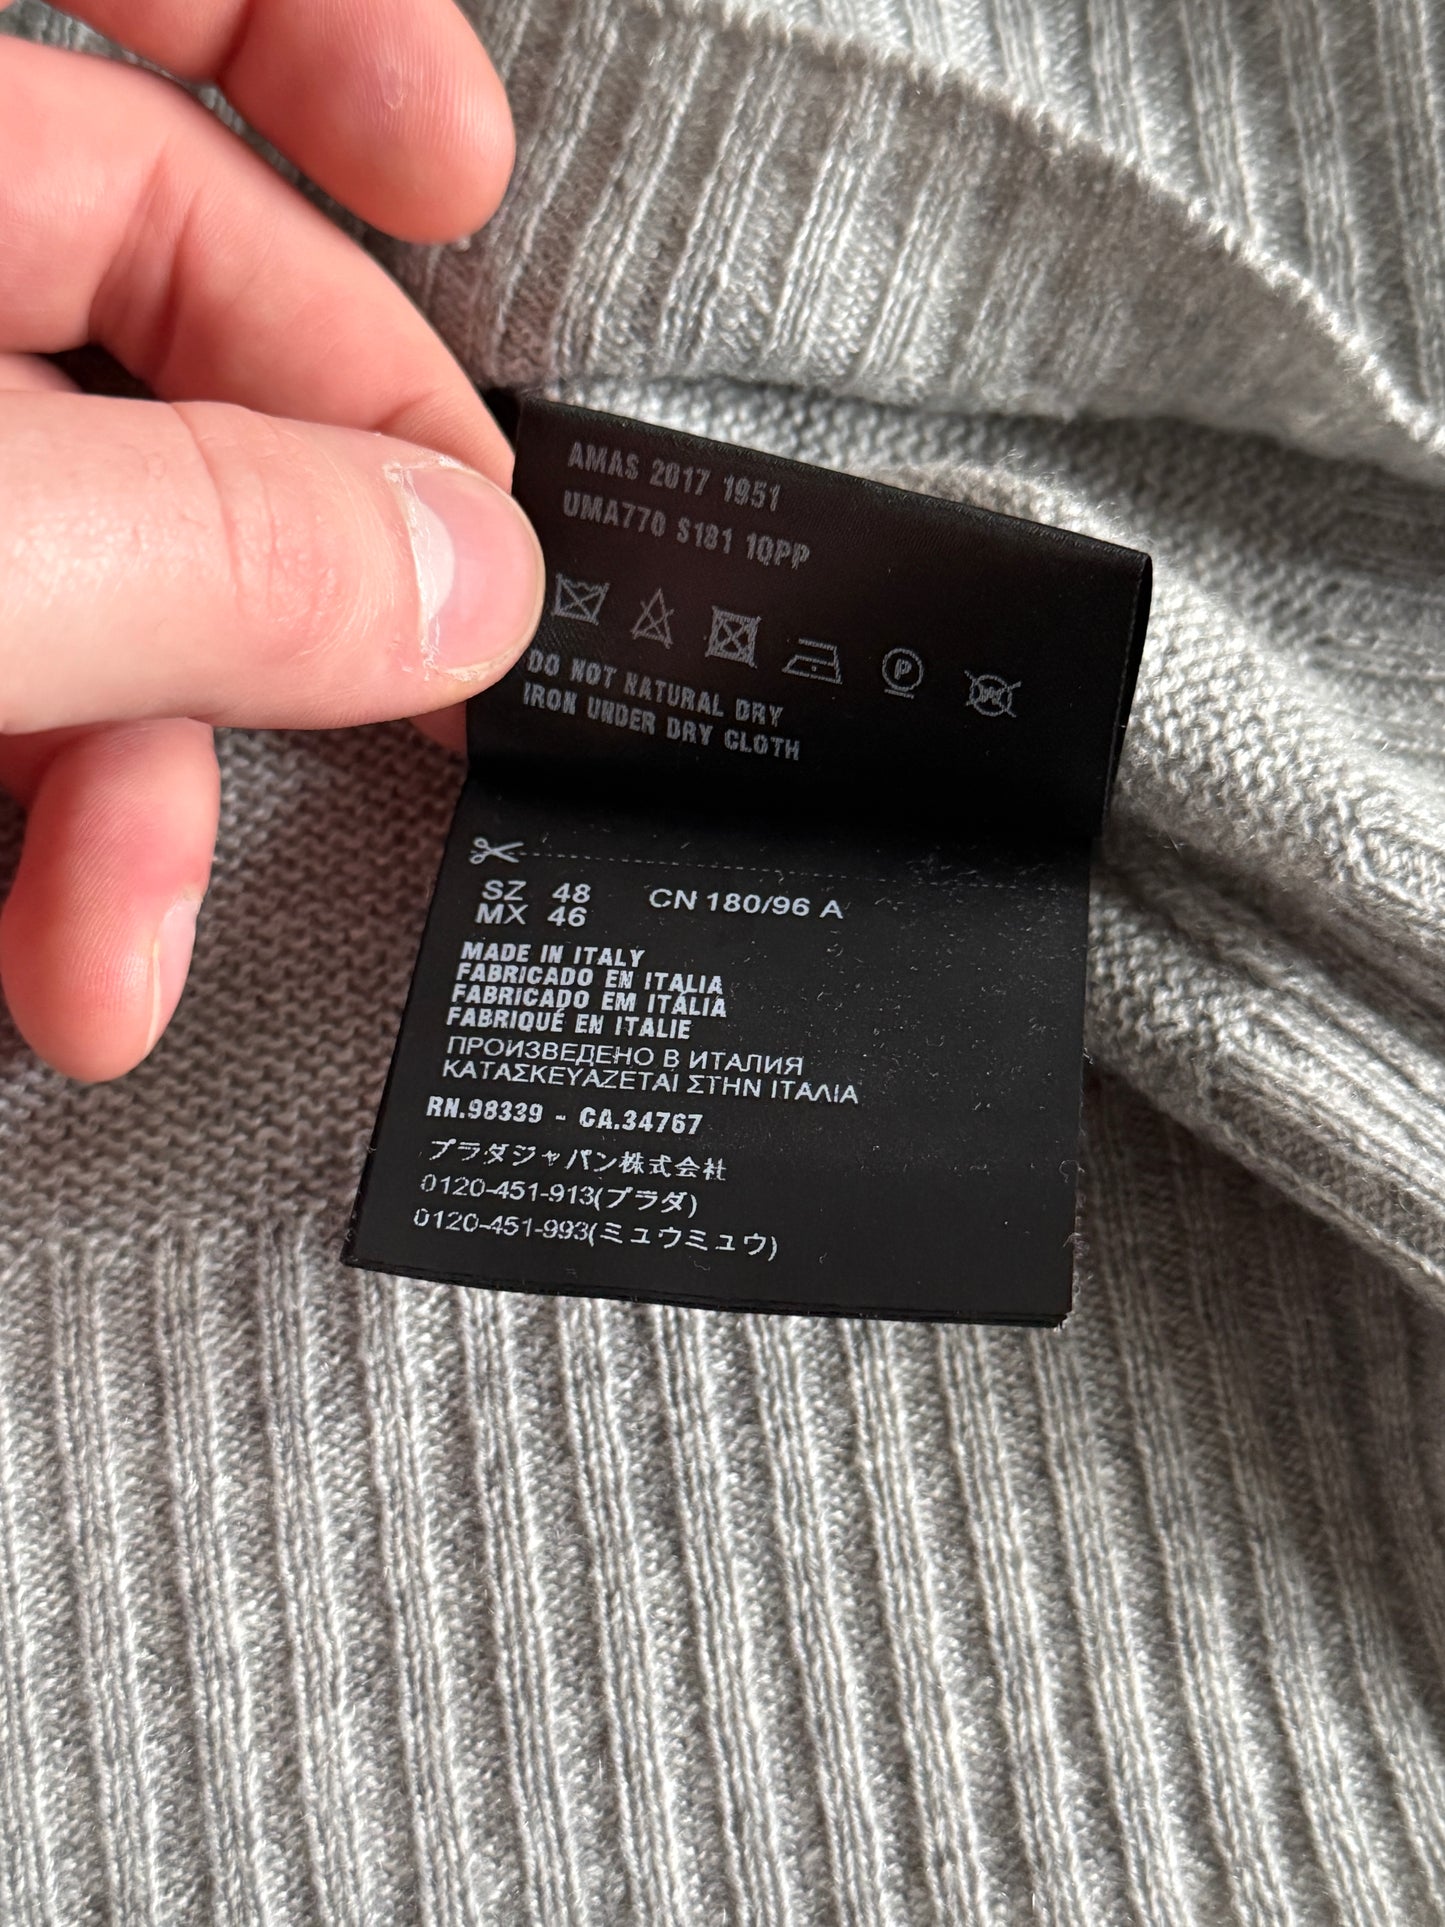 AMAS 2017 1951
UMA770 S181 1QPP
P W
DO NOT NATURAL DRY
IRON UNDER DRY CLOTH
SZ 48 CN 180/96 A
MX 46
MADE IN ITALY
FABRICADO EN ITALIA
FABRICADO EM ITÁLIA
FABRIQUÉ EN ITALIE
ПРОИЗВЕДЕНО В ИТАЛИЯ
ΚΑΤΑΣΚΕΥΑΖΕΤΑΙ ΣΤΗΝ ΙΤΑΛΙΑ
RN.98339 - CA.34767
プラダジャパン株式会社
0120-451-913(プラダ)
0120-451-993(ミュウミュウ)